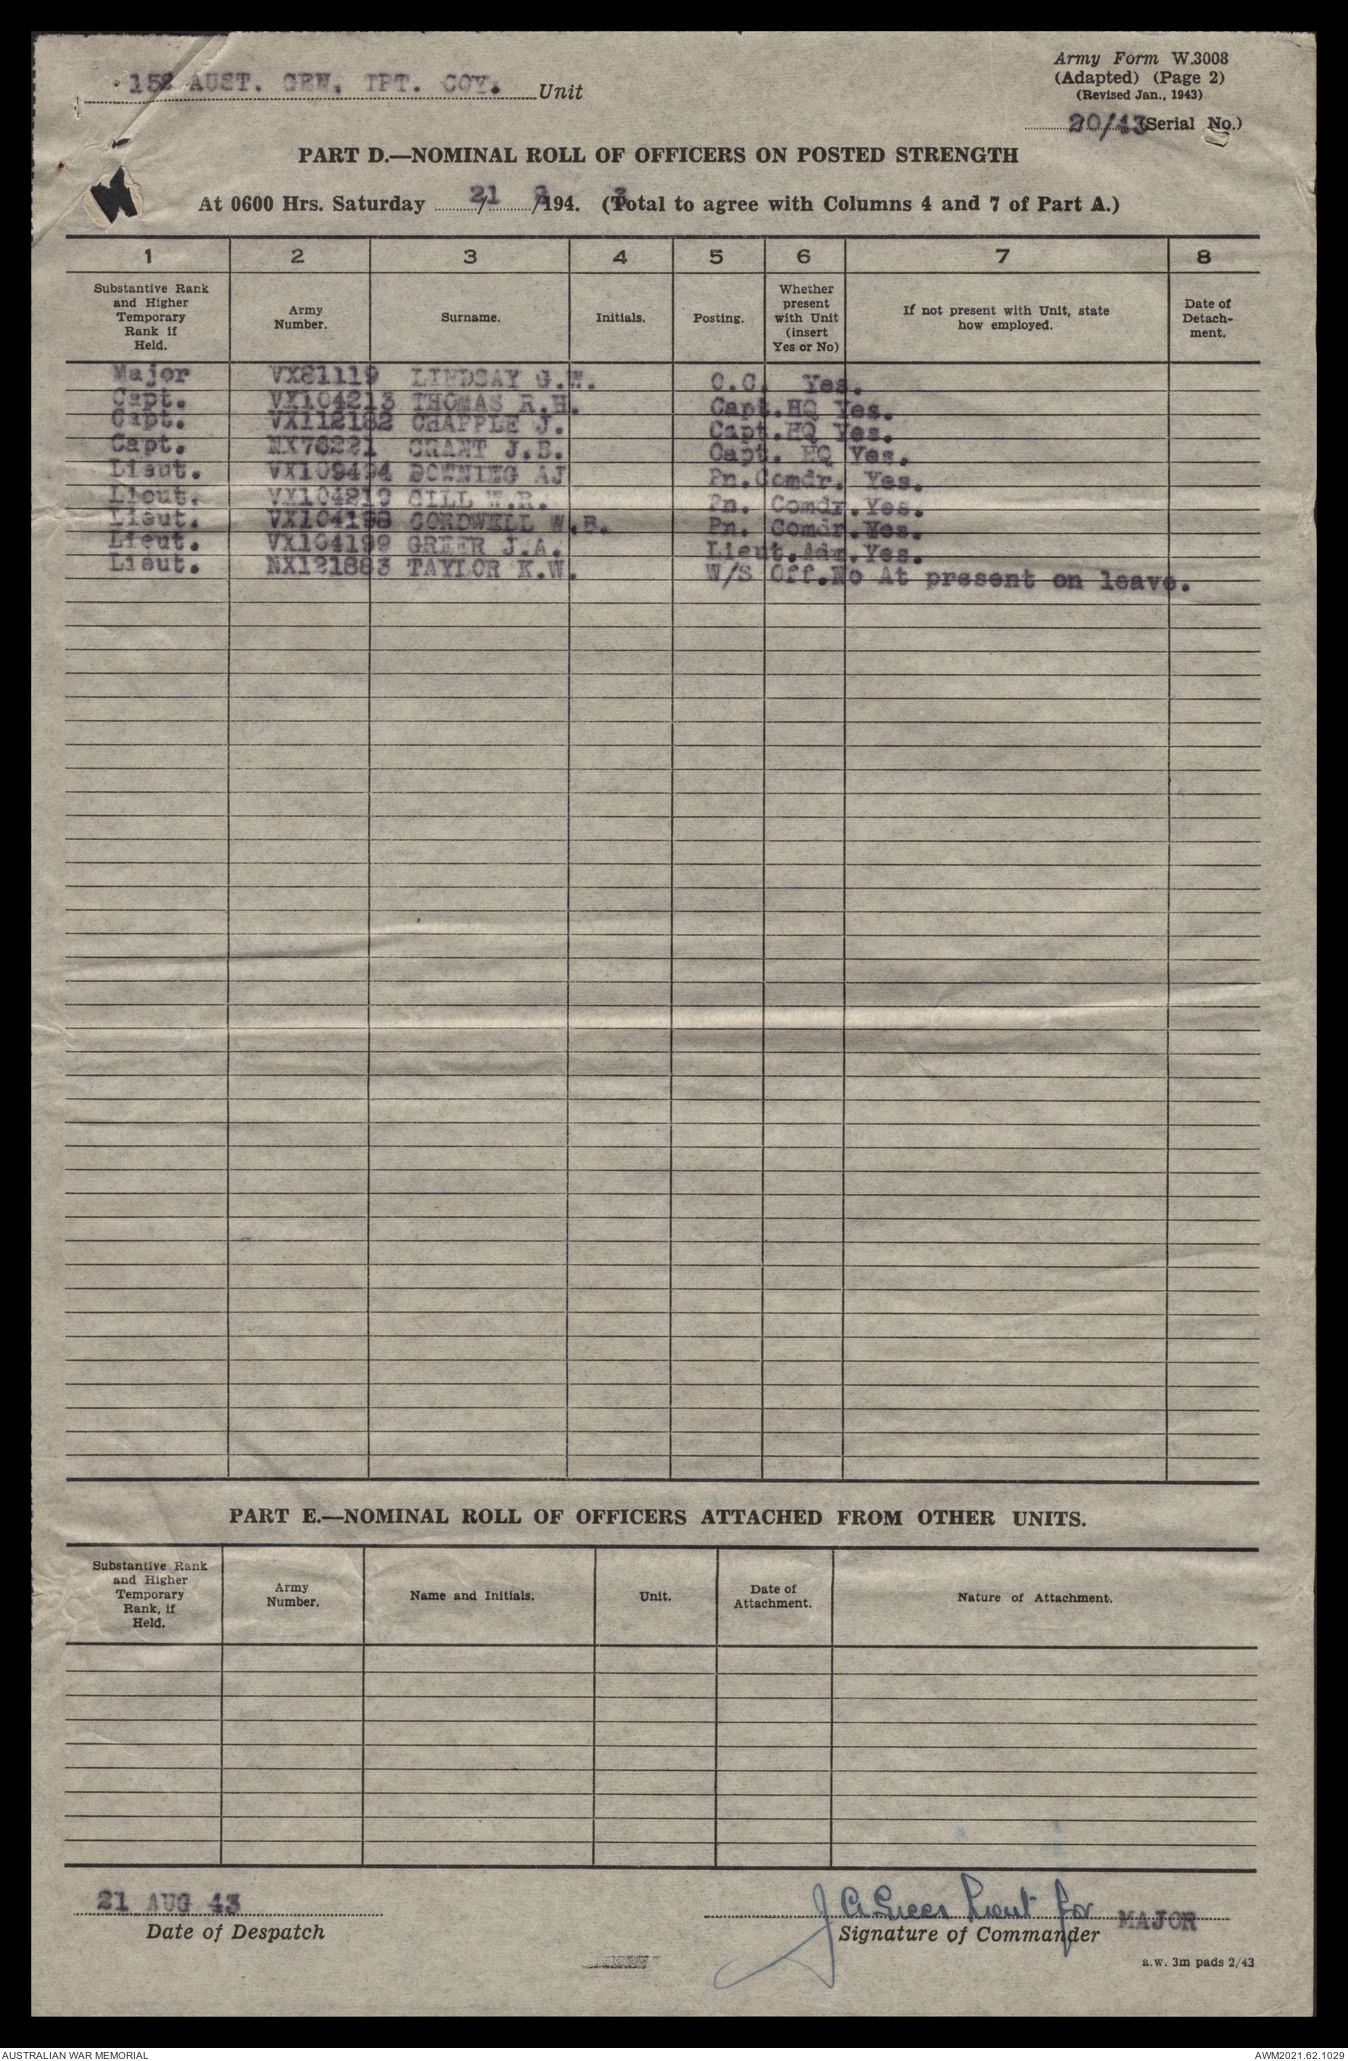 152 AUST. GEN. TPT. COY. Unit
Army Form W.3008
(Adapted) (Page 2)
(Revised Jan., 1943)
20/43 (Serial No.)
PART D.—NOMINAL ROLL OF OFFICERS ON POSTED STRENGTH
At 0600 Hrs. Saturday 21/8/1943. (Total to agree with Columns 4 and 7 of Part A.)
1 2 3 4 5 6 7 8
Substantive Rank and Higher Temporary Rank if Held. Army Number. Surname. Initials. Posting. Whether present with Unit (insert Yes or No) If not present with Unit, state how employed. Date of Detach-ment.
Major VX81119 LINDSAY G.W. O.C. Yes.
Capt. VX104213 THOMAS R.H. Capt.HQ Yes.
Capt. VX112182 CHAPPLE J. Capt.HQ Yes.
Capt. NX76221 GRANT J.B. Capt. HQ Yes.
Lieut. VX109494 DOWNING AJ Pn.Comdr. Yes.
Lieut. VX104219 GILL W.R. Pn. Comdr.Yes.
Lieut. VX104198 CORDWELL W.B. Pn. Comdr.Yes.
Lieut. VX104199 GREER J.A. Lieut.Adm.Yes.
Lieut. NX121883 TAYLOR K.W. W/S Off.No At present on leave.
PART E.—NOMINAL ROLL OF OFFICERS ATTACHED FROM OTHER UNITS.
Substantive Rank and Higher Temporary Rank, if Held. Army Number. Name and Initials. Unit. Date of Attachment. Nature of Attachment.
21 AUG 43
Date of Despatch
J A Greer Lieut for MAJOR
Signature of Commander
a.w. 3m pads 2/43
AUSTRALIAN WAR MEMORIAL
AWM2021.62.1029